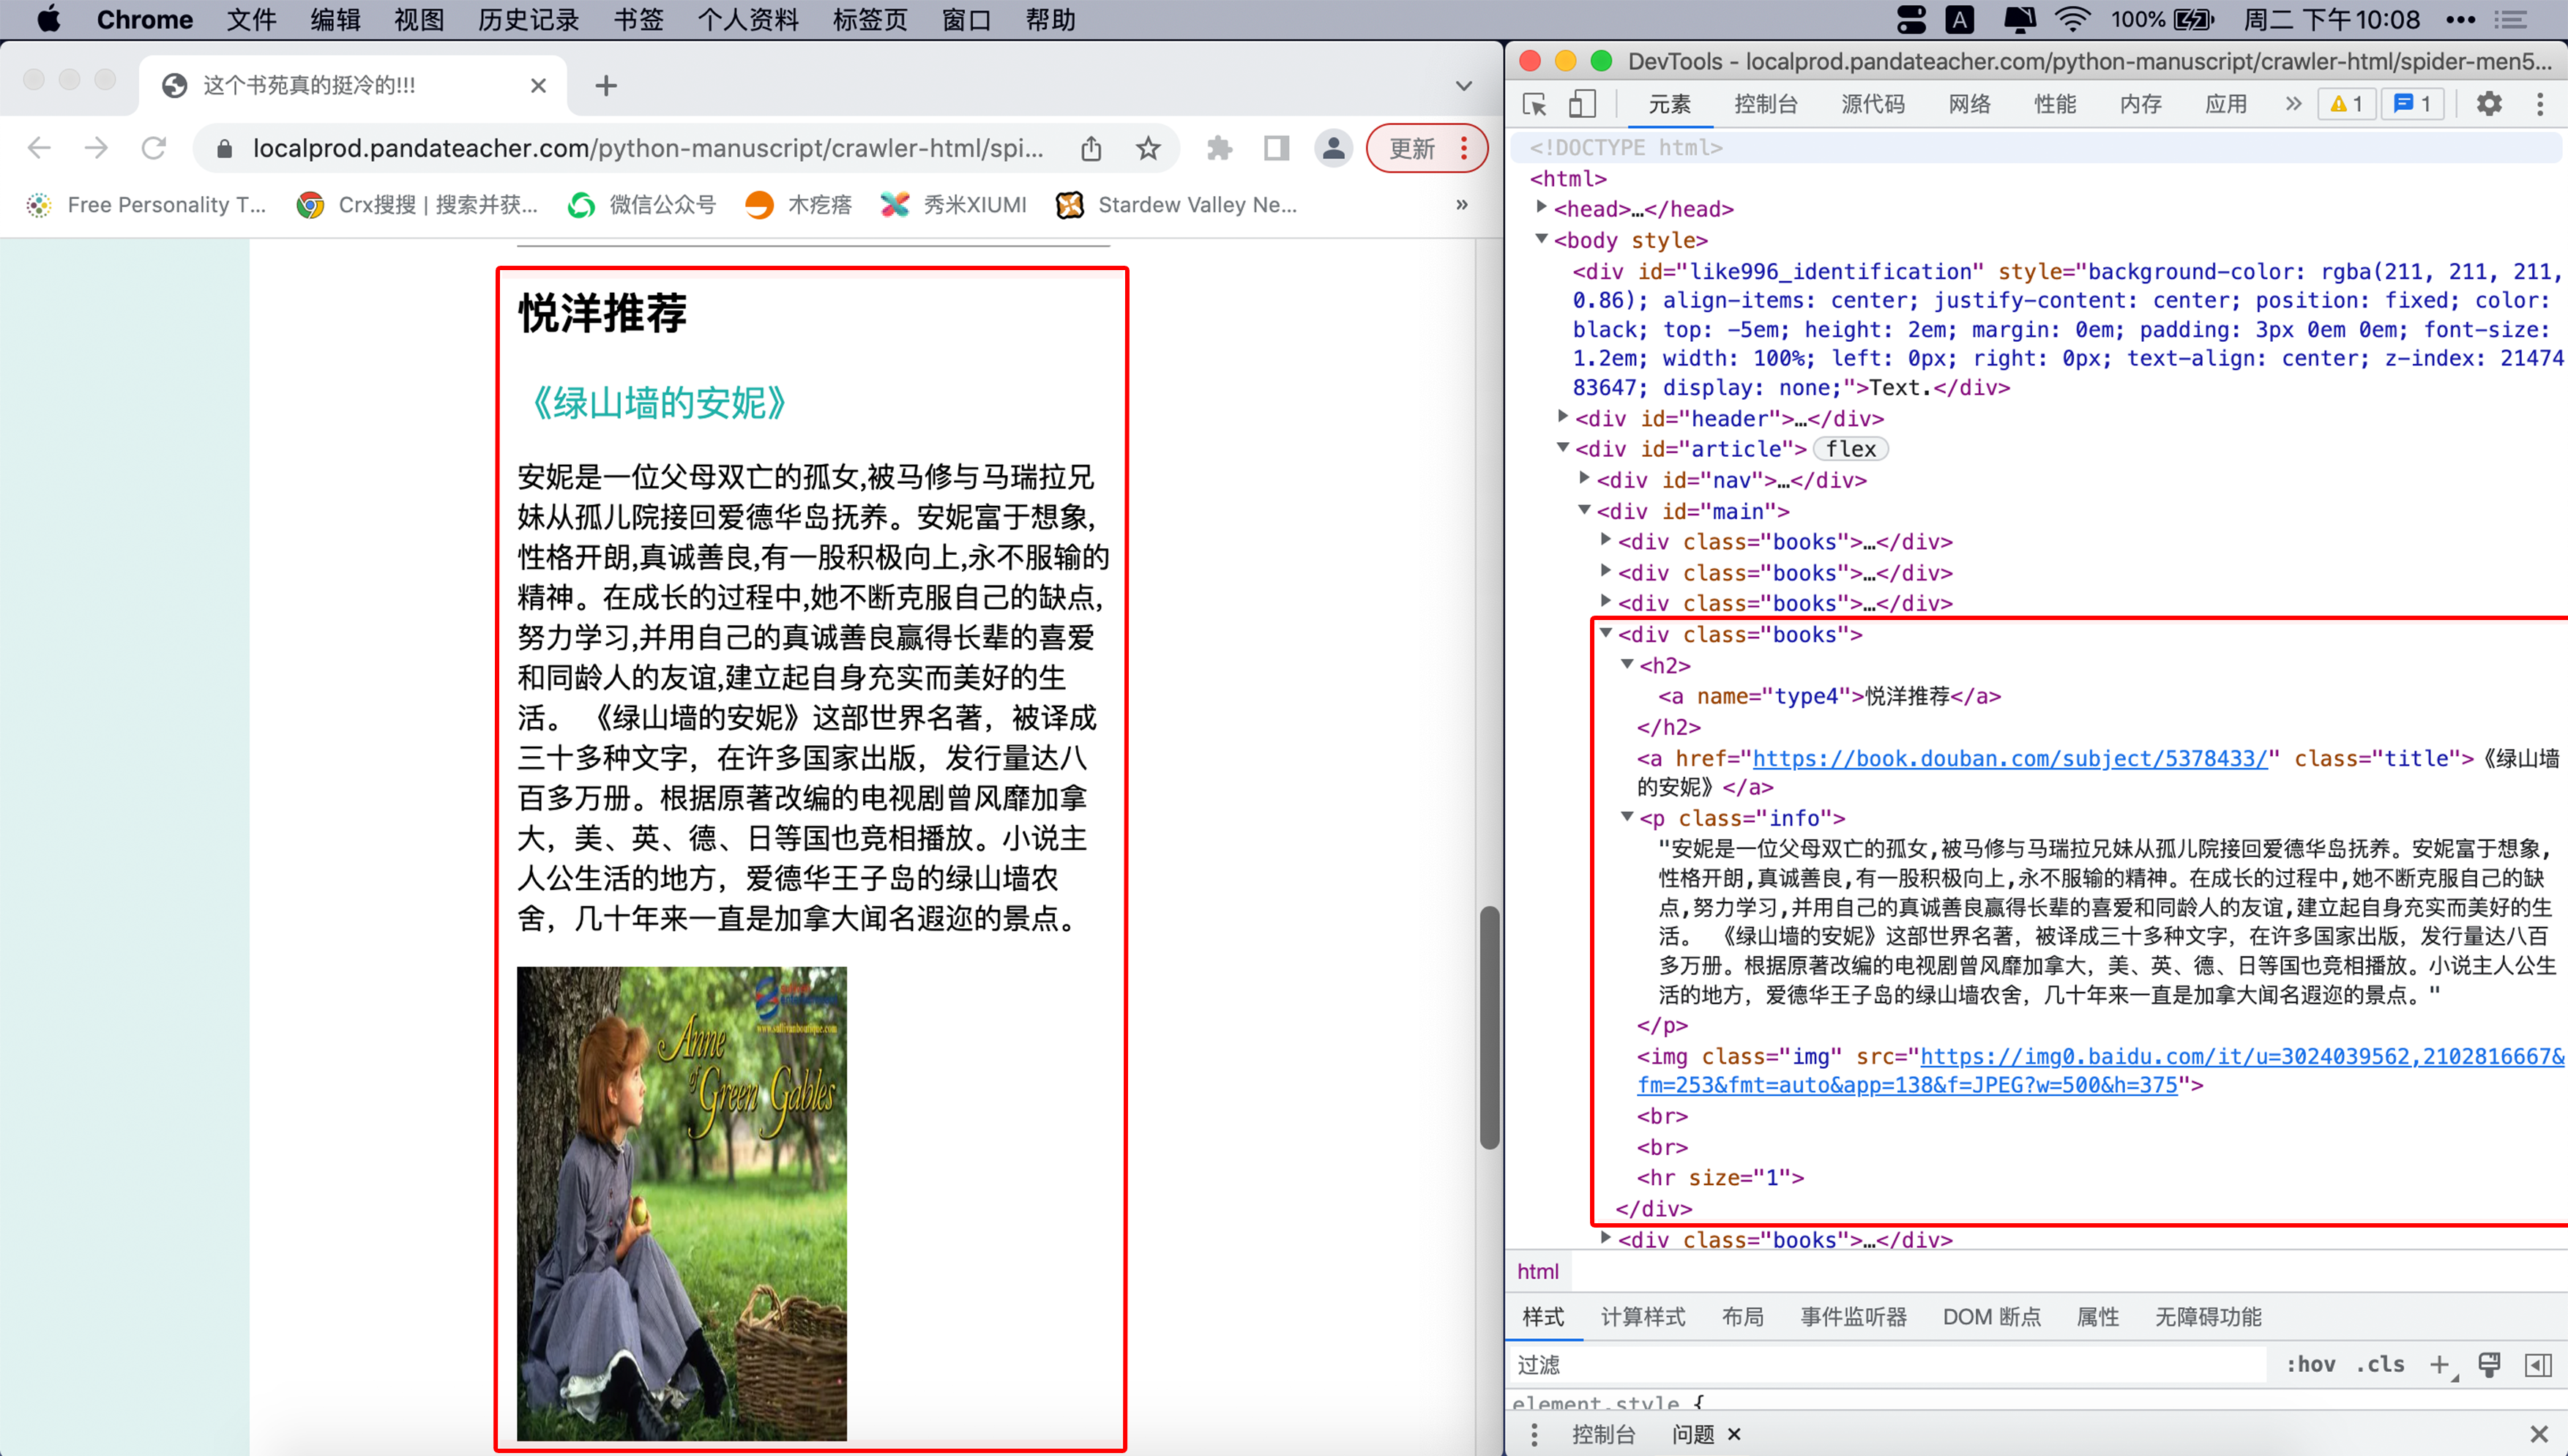 Chrome 文件 编辑 视图 历史记录 书签 个人资料 标签页 窗口 帮助 A 100% 周二 下午10:08
这个书苑真的挺冷的!!!
localprod.pandateacher.com/python-manuscript/crawler-html/spi... 更新
Free Personality T... Crx搜搜 | 搜索并获... 微信公众号 木疙瘩 秀米XIUMI Stardew Valley Ne... »
悦洋推荐
《绿山墙的安妮》
安妮是一位父母双亡的孤女,被马修与马瑞拉兄
妹从孤儿院接回爱德华岛抚养。安妮富于想象,
性格开朗,真诚善良,有一股积极向上,永不服输的
精神。在成长的过程中,她不断克服自己的缺点,
努力学习,并用自己的真诚善良赢得长辈的喜爱
和同龄人的友谊,建立起自身充实而美好的生
活。 《绿山墙的安妮》这部世界名著，被译成
三十多种文字，在许多国家出版，发行量达八
百多万册。根据原著改编的电视剧曾风靡加拿
大，美、英、德、日等国也竞相播放。小说主
人公生活的地方，爱德华王子岛的绿山墙农
舍，几十年来一直是加拿大闻名遐迩的景点。
www.sullivanboutique.com
Anne
of Green Gables
DevTools - localprod.pandateacher.com/python-manuscript/crawler-html/spider-men5...
元素 控制台 源代码 网络 性能 内存 应用 » 1 1
<!DOCTYPE html>
<html>
<head>…</head>
<body style>
<div id="like996_identification" style="background-color: rgba(211, 211, 211,
0.86); align-items: center; justify-content: center; position: fixed; color:
black; top: -5em; height: 2em; margin: 0em; padding: 3px 0em 0em; font-size:
1.2em; width: 100%; left: 0px; right: 0px; text-align: center; z-index: 21474
83647; display: none;">Text.</div>
<div id="header">…</div>
<div id="article"> flex
<div id="nav">…</div>
<div id="main">
<div class="books">…</div>
<div class="books">…</div>
<div class="books">…</div>
<div class="books">
<h2>
<a name="type4">悦洋推荐</a>
</h2>
<a href="https://book.douban.com/subject/5378433/" class="title">《绿山墙
的安妮》</a>
<p class="info">
"安妮是一位父母双亡的孤女,被马修与马瑞拉兄妹从孤儿院接回爱德华岛抚养。安妮富于想象,
性格开朗,真诚善良,有一股积极向上,永不服输的精神。在成长的过程中,她不断克服自己的缺
点,努力学习,并用自己的真诚善良赢得长辈的喜爱和同龄人的友谊,建立起自身充实而美好的生
活。 《绿山墙的安妮》这部世界名著，被译成三十多种文字，在许多国家出版，发行量达八百
多万册。根据原著改编的电视剧曾风靡加拿大，美、英、德、日等国也竞相播放。小说主人公生
活的地方，爱德华王子岛的绿山墙农舍，几十年来一直是加拿大闻名遐迩的景点。"
</p>
<img class="img" src="https://img0.baidu.com/it/u=3024039562,2102816667&
fm=253&fmt=auto&app=138&f=JPEG?w=500&h=375">
<br>
<br>
<hr size="1">
</div>
<div class="books">…</div>
html
样式 计算样式 布局 事件监听器 DOM 断点 属性 无障碍功能
过滤 :hov .cls
element.style {
控制台 问题